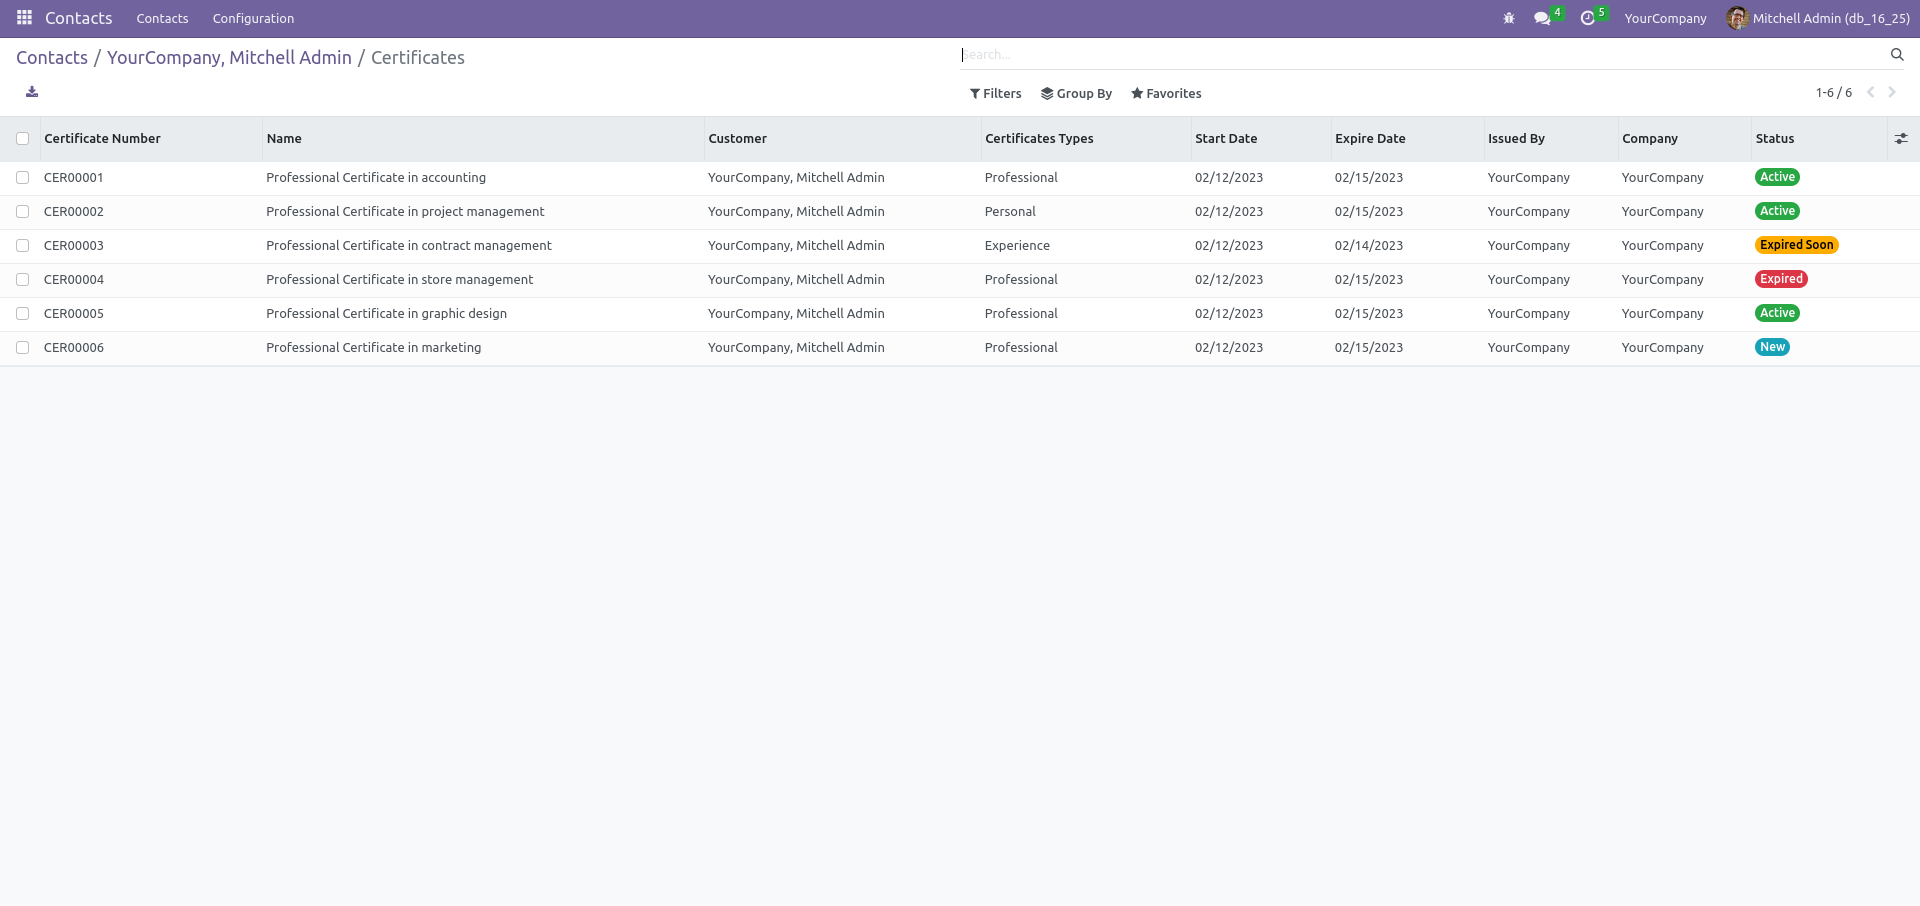 Contacts Contacts Configuration 4 5 YourCompany Mitchell Admin (db_16_25)
Contacts / YourCompany, Mitchell Admin / Certificates Search...
Filters Group By Favorites 1-6 / 6
Certificate Number Name Customer Certificates Types Start Date Expire Date Issued By Company Status
CER00001 Professional Certificate in accounting YourCompany, Mitchell Admin Professional 02/12/2023 02/15/2023 YourCompany YourCompany Active
CER00002 Professional Certificate in project management YourCompany, Mitchell Admin Personal 02/12/2023 02/15/2023 YourCompany YourCompany Active
CER00003 Professional Certificate in contract management YourCompany, Mitchell Admin Experience 02/12/2023 02/14/2023 YourCompany YourCompany Expired Soon
CER00004 Professional Certificate in store management YourCompany, Mitchell Admin Professional 02/12/2023 02/15/2023 YourCompany YourCompany Expired
CER00005 Professional Certificate in graphic design YourCompany, Mitchell Admin Professional 02/12/2023 02/15/2023 YourCompany YourCompany Active
CER00006 Professional Certificate in marketing YourCompany, Mitchell Admin Professional 02/12/2023 02/15/2023 YourCompany YourCompany New